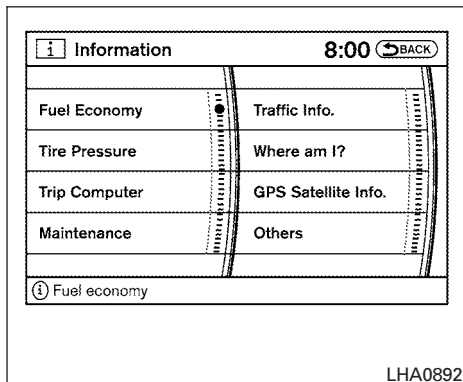 i Information 8:00 BACK
Fuel Economy Traffic Info.
Tire Pressure Where am I?
Trip Computer GPS Satellite Info.
Maintenance Others
i Fuel economy
LHA0892